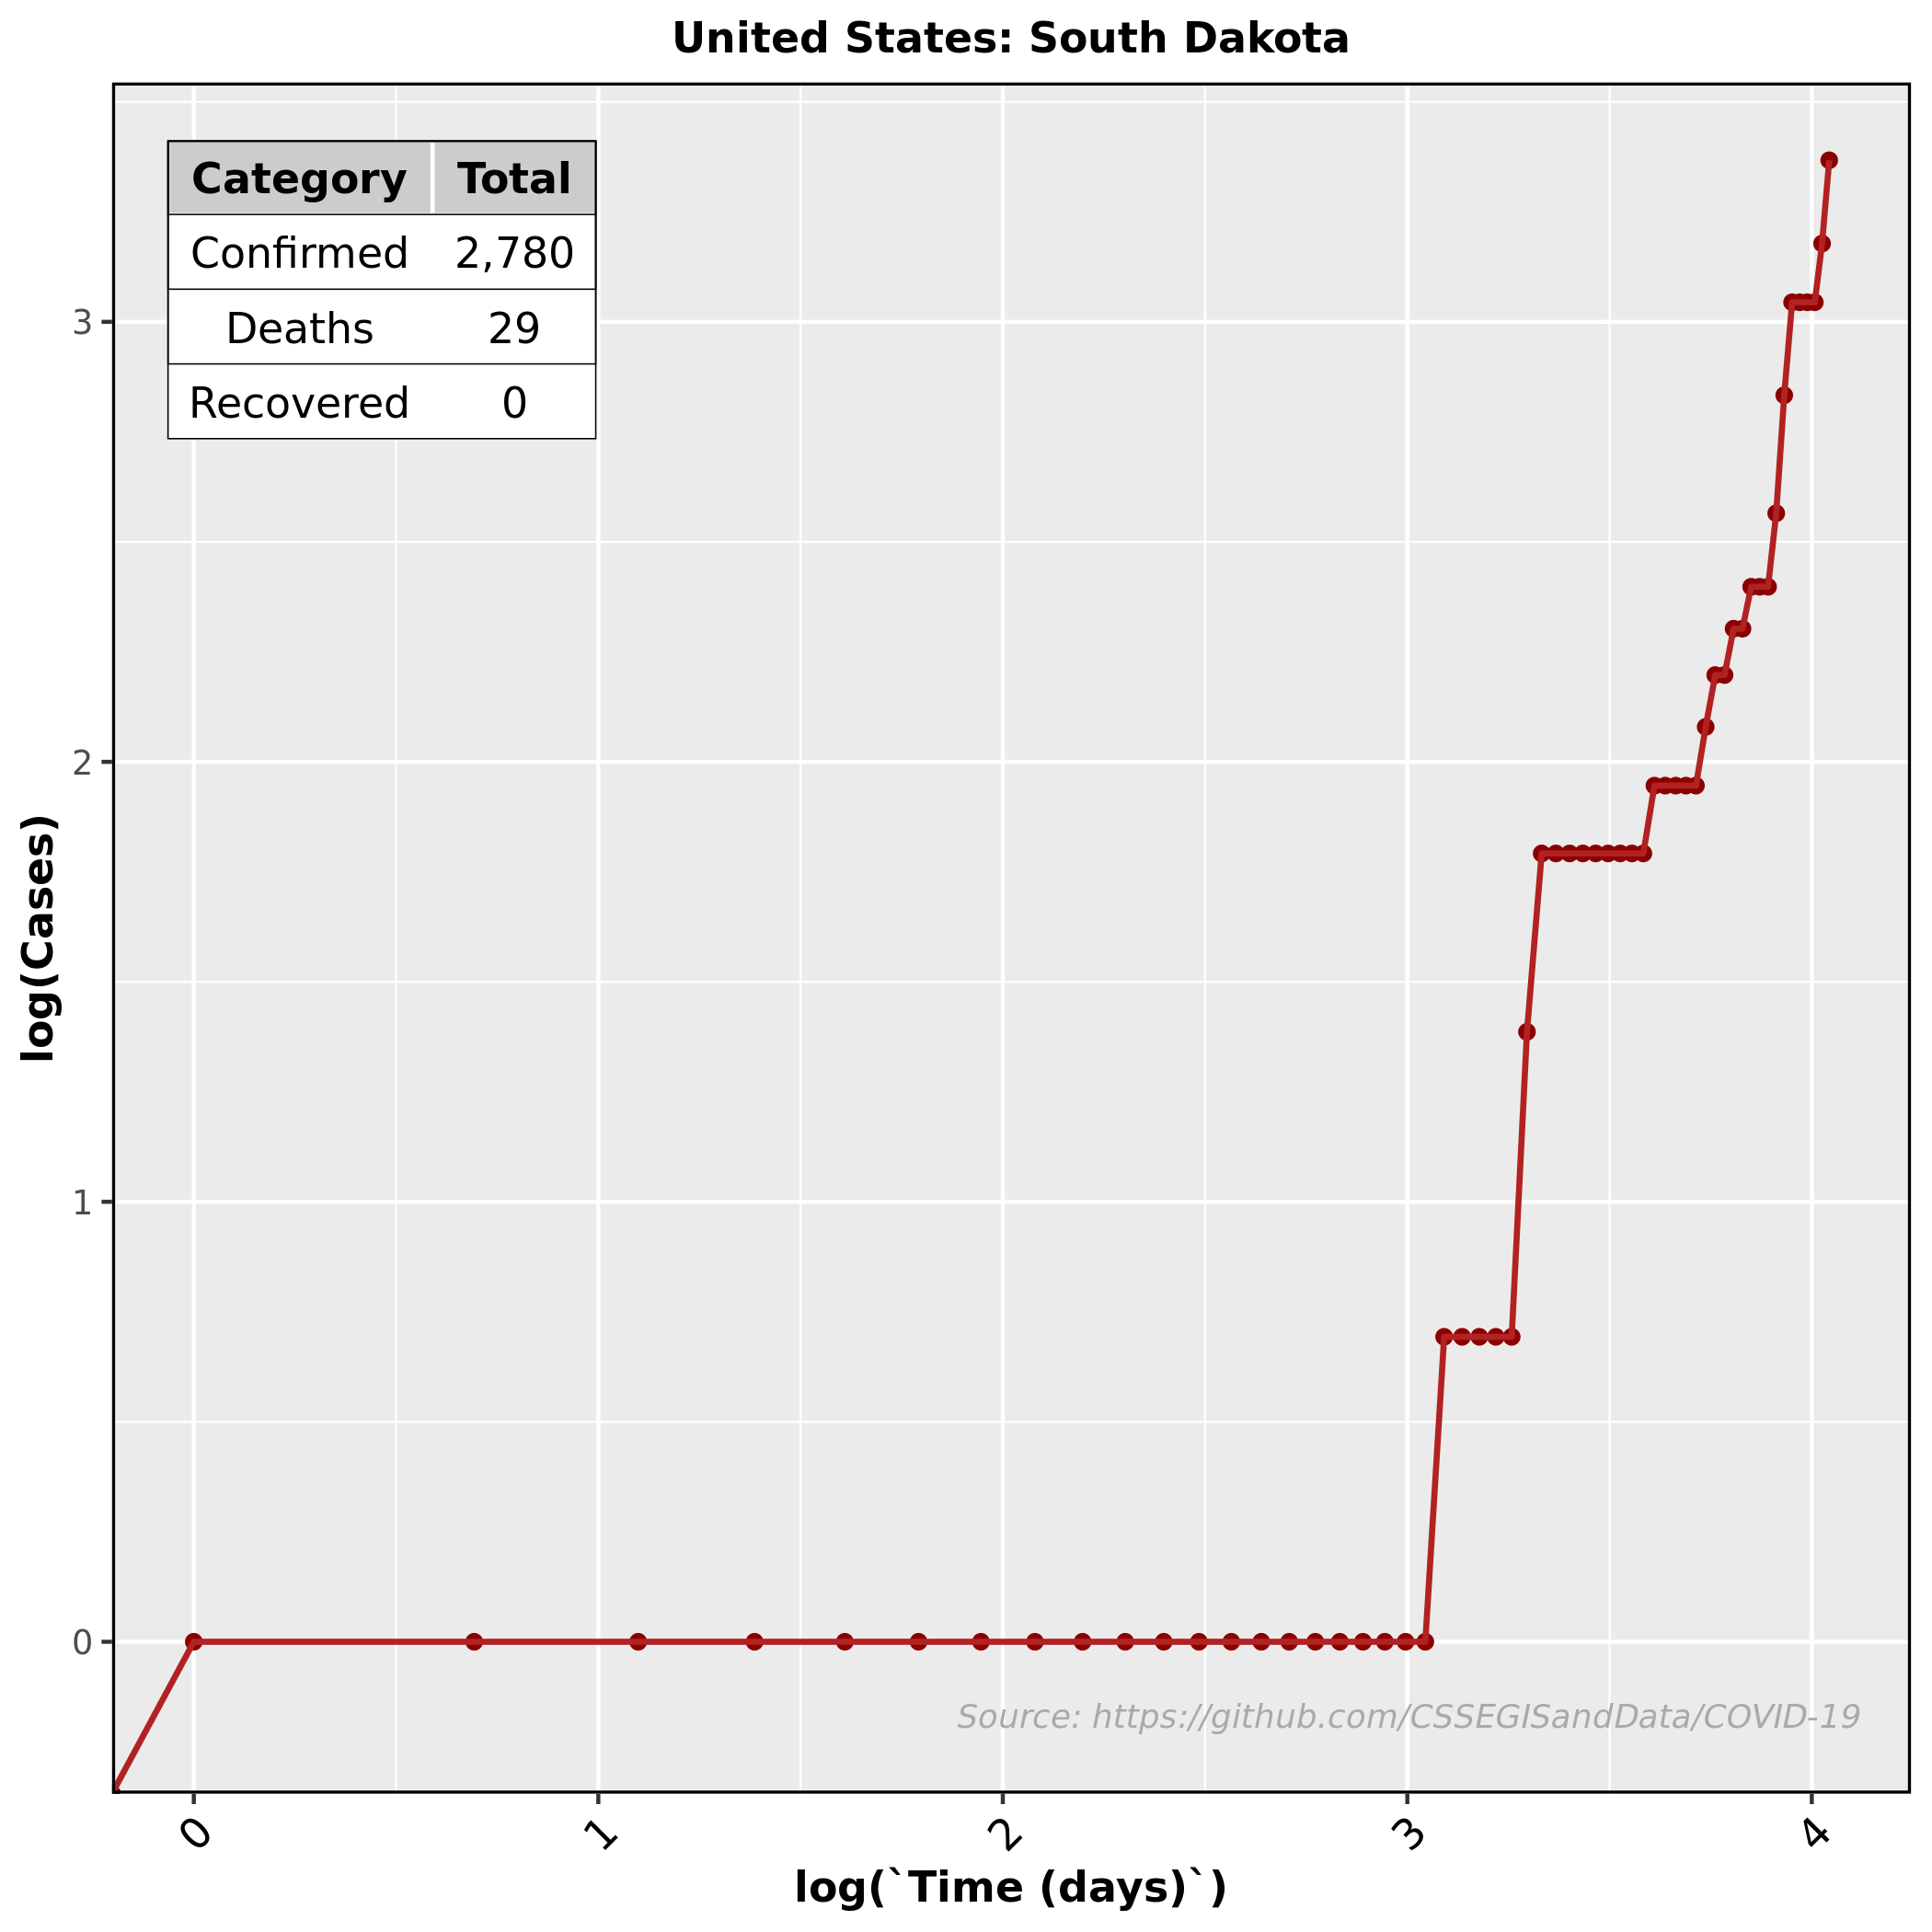 United States: South Dakota
Category Total
Confirmed 2,780
Deaths 29
Recovered 0
3
2
1
0
log(Cases)
Source: https://github.com/CSSEGISandData/COVID-19
0 1 2 3 4
log(`Time (days)`)